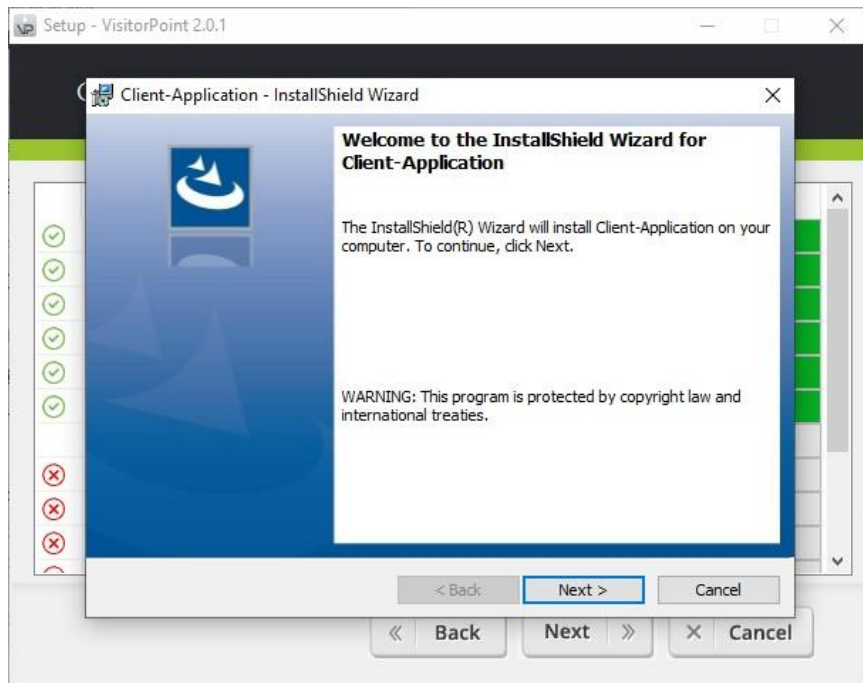 VP Setup - VisitorPoint 2.0.1
Client-Application - InstallShield Wizard
Welcome to the InstallShield Wizard for
Client-Application
The InstallShield(R) Wizard will install Client-Application on your
computer. To continue, click Next.
WARNING: This program is protected by copyright law and
international treaties.
< Back Next > Cancel
Back Next Cancel